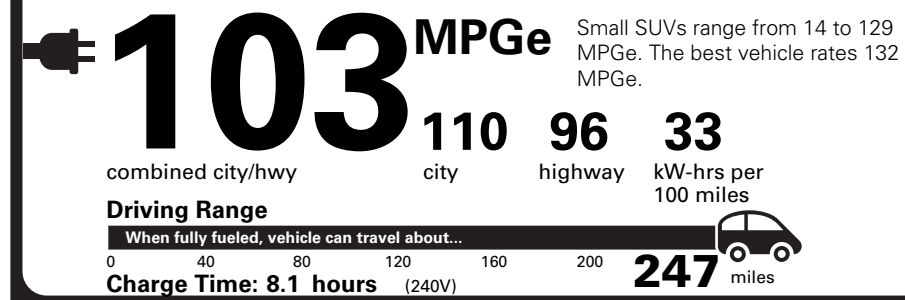 103 MPGe
Small SUVs range from 14 to 129
MPGe. The best vehicle rates 132
MPGe.
110 96 33
combined city/hwy city highway kW-hrs per
100 miles
Driving Range
When fully fueled, vehicle can travel about...
0 40 80 120 160 200 247 miles
Charge Time: 8.1 hours (240V)